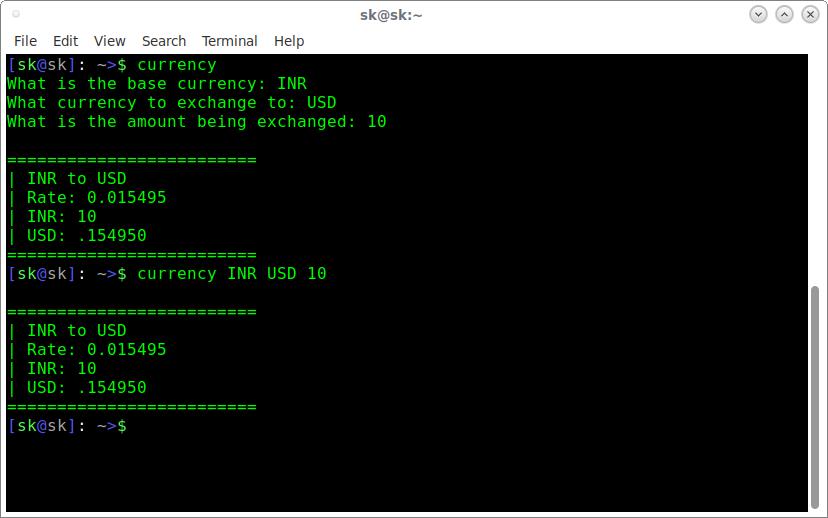 sk@sk:~
File Edit View Search Terminal Help
[sk@sk]: ~>$ currency
What is the base currency: INR
What currency to exchange to: USD
What is the amount being exchanged: 10
=========================
| INR to USD
| Rate: 0.015495
| INR: 10
| USD: .154950
=========================
[sk@sk]: ~>$ currency INR USD 10
=========================
| INR to USD
| Rate: 0.015495
| INR: 10
| USD: .154950
=========================
[sk@sk]: ~>$